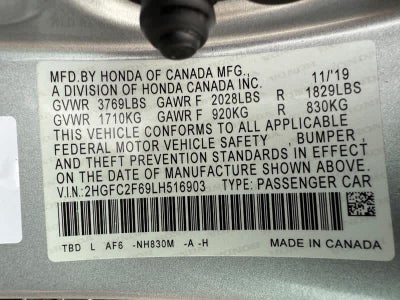 MFD.BY HONDA OF CANADA MFG., 11/'19
A DIVISION OF HONDA CANADA INC.
GVWR 3769LBS GAWR F 2028LBS R 1829LBS
GVWR 1710KG GAWR F 920KG R 830KG
THIS VEHICLE CONFORMS TO ALL APPLICABLE
FEDERAL MOTOR VEHICLE SAFETY, BUMPER,
AND THEFT PREVENTION STANDARDS IN EFFECT
ON THE DATE OF MANUFACTURE SHOWN ABOVE.
V.I.N:2HGFC2F69LH516903 TYPE: PASSENGER CAR
TBD L AF6 -NH830M -A -H MADE IN CANADA